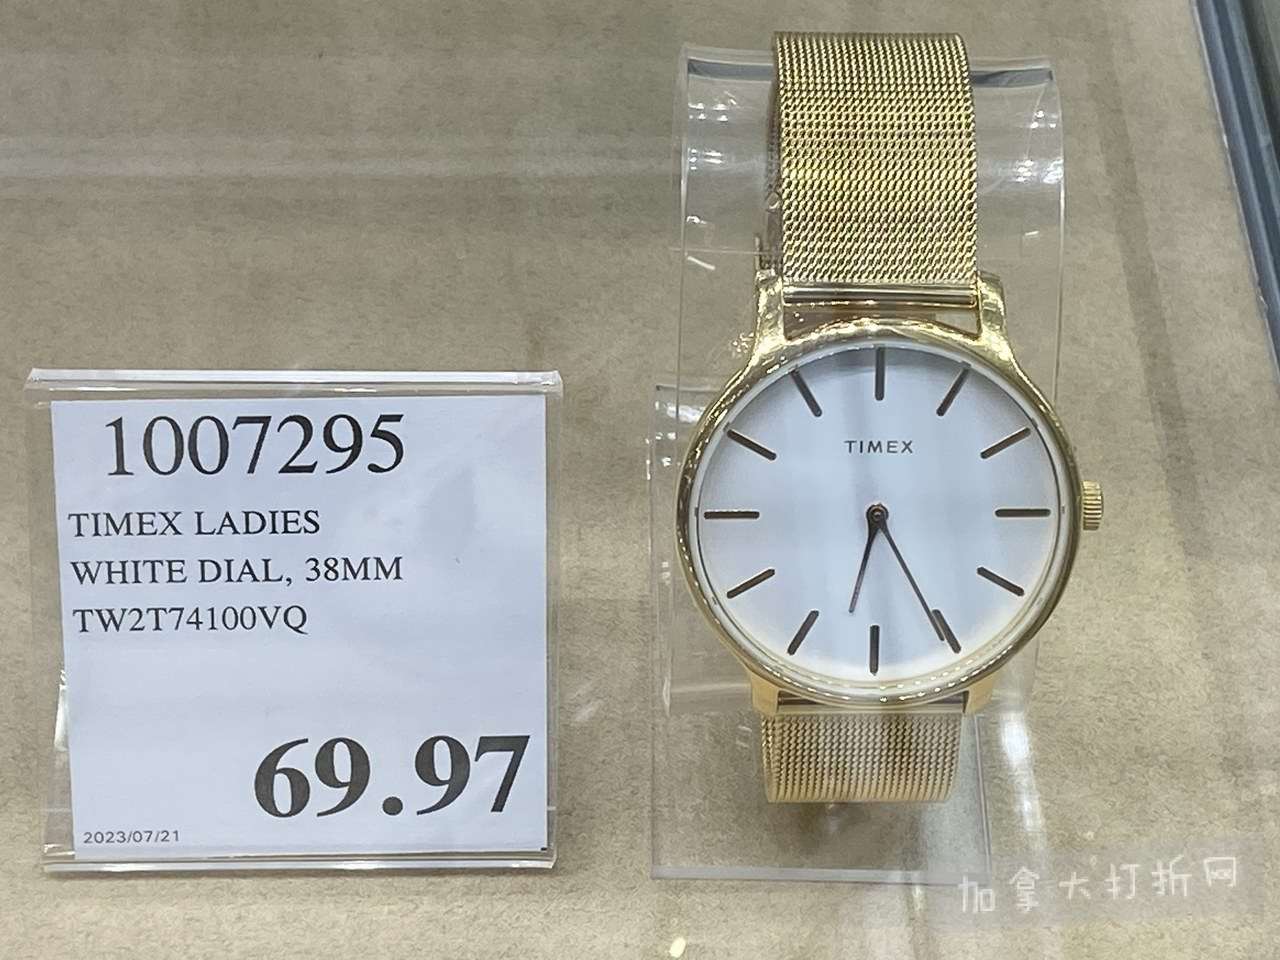 1007295
TIMEX LADIES
WHITE DIAL, 38MM
TW2T74100VQ
69.97
2023/07/21
TIMEX
加拿大打折网